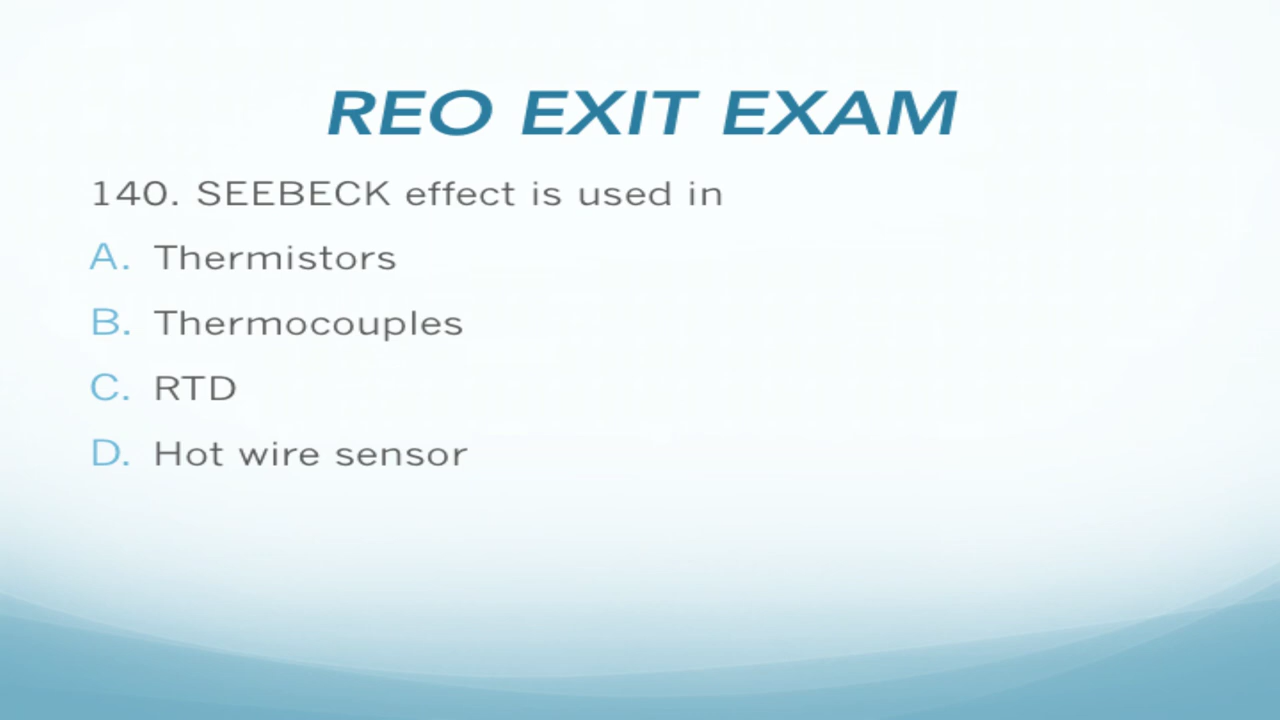 REO EXIT EXAM
140. SEEBECK effect is used in
A. Thermistors
B. Thermocouples
C. RTD
D. Hot wire sensor